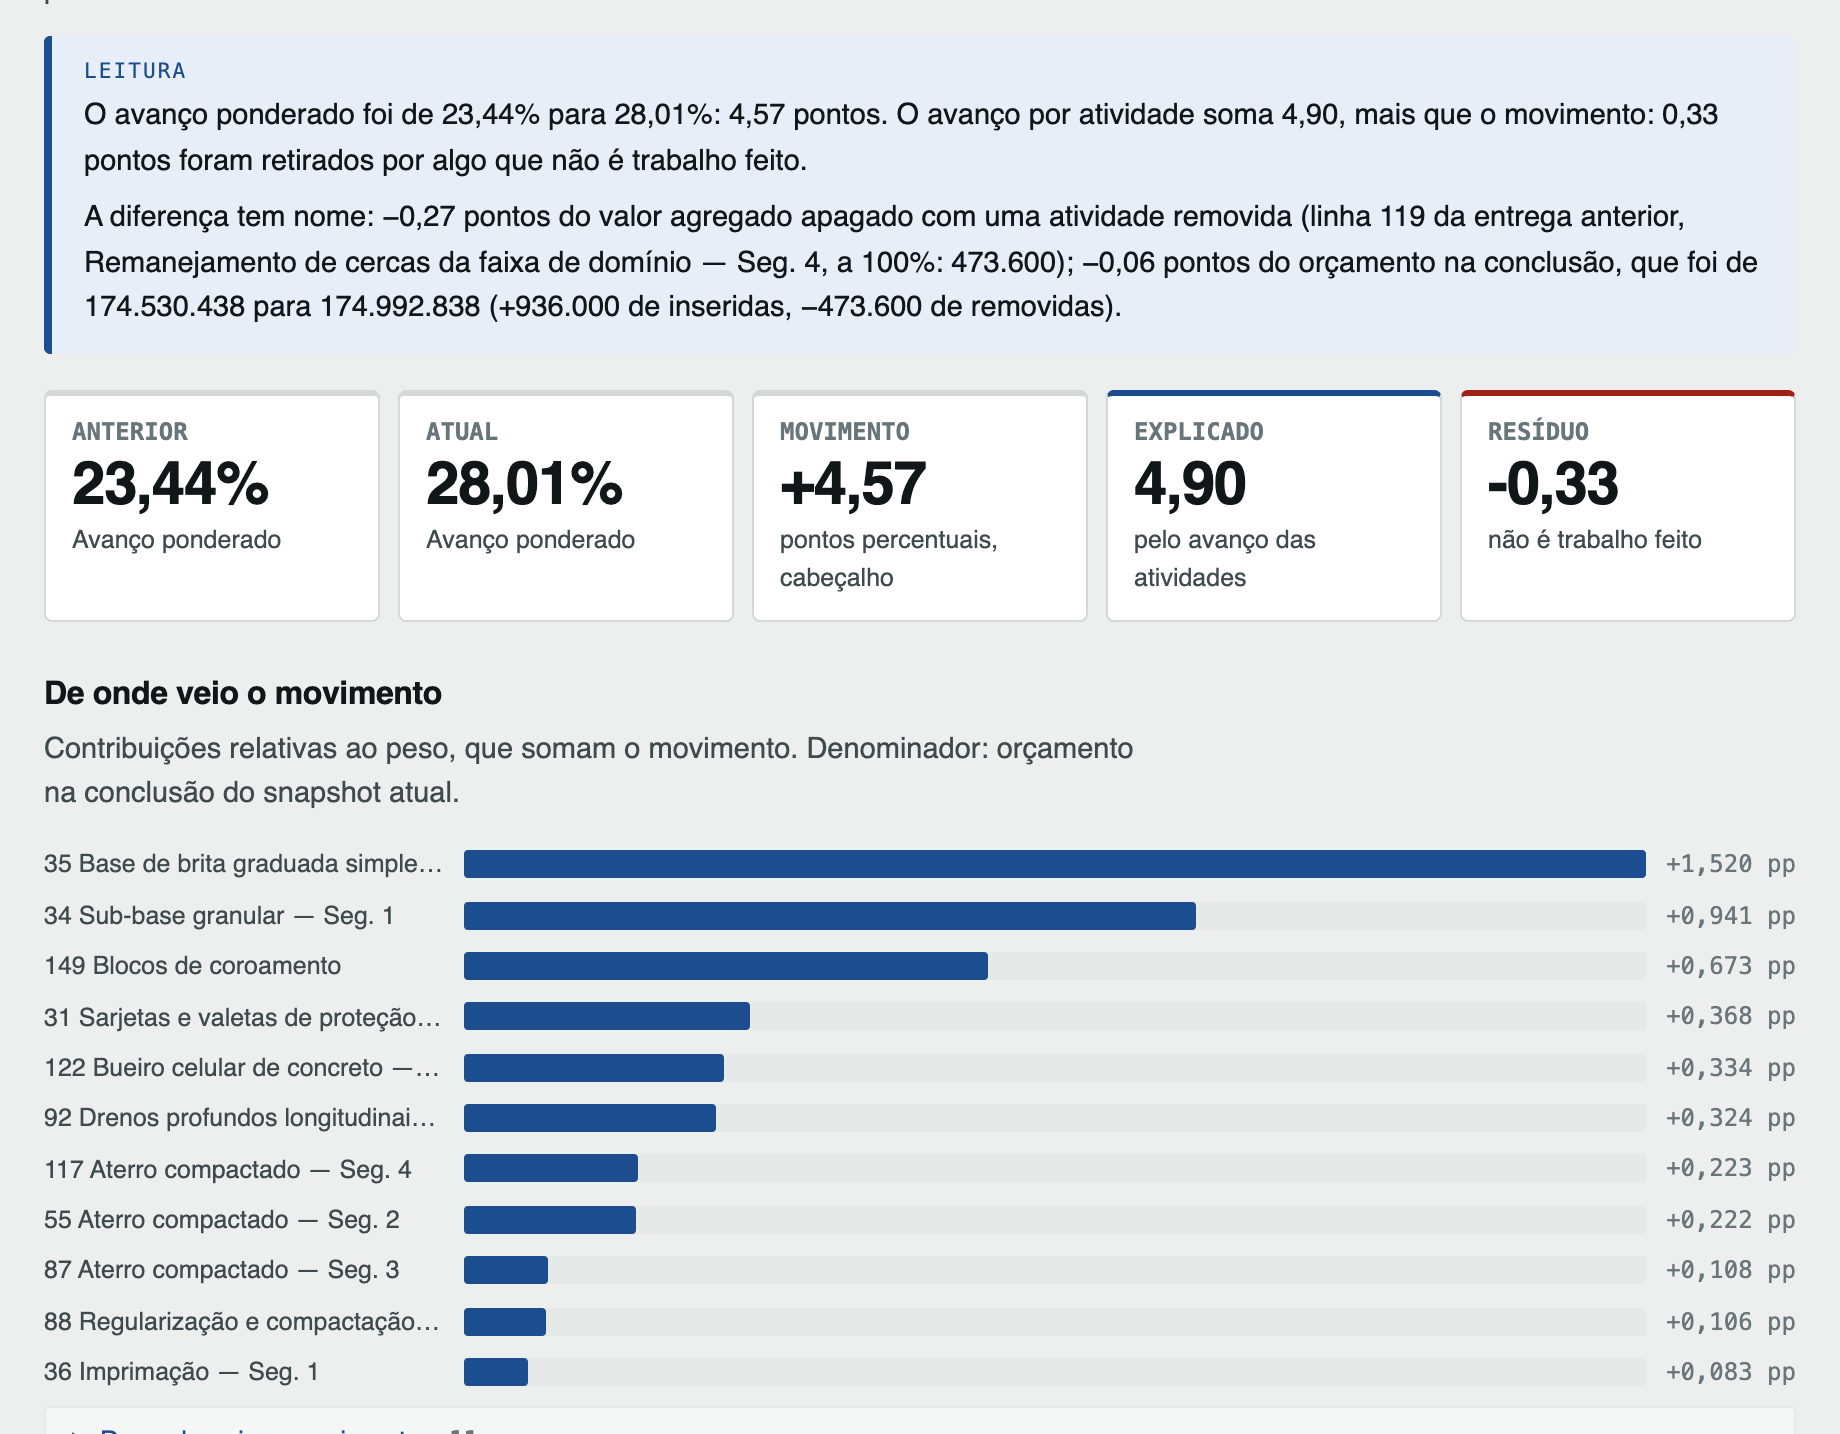 LEITURA
O avanço ponderado foi de 23,44% para 28,01%: 4,57 pontos. O avanço por atividade soma 4,90, mais que o movimento: 0,33
pontos foram retirados por algo que não é trabalho feito.
A diferença tem nome: −0,27 pontos do valor agregado apagado com uma atividade removida (linha 119 da entrega anterior,
Remanejamento de cercas da faixa de domínio — Seg. 4, a 100%: 473.600); −0,06 pontos do orçamento na conclusão, que foi de
174.530.438 para 174.992.838 (+936.000 de inseridas, −473.600 de removidas).
ANTERIOR
23,44%
Avanço ponderado
ATUAL
28,01%
Avanço ponderado
MOVIMENTO
+4,57
pontos percentuais,
cabeçalho
EXPLICADO
4,90
pelo avanço das
atividades
RESÍDUO
-0,33
não é trabalho feito
De onde veio o movimento
Contribuições relativas ao peso, que somam o movimento. Denominador: orçamento
na conclusão do snapshot atual.
35 Base de brita graduada simple… +1,520 pp
34 Sub-base granular — Seg. 1 +0,941 pp
149 Blocos de coroamento +0,673 pp
31 Sarjetas e valetas de proteção… +0,368 pp
122 Bueiro celular de concreto —… +0,334 pp
92 Drenos profundos longitudinai… +0,324 pp
117 Aterro compactado — Seg. 4 +0,223 pp
55 Aterro compactado — Seg. 2 +0,222 pp
87 Aterro compactado — Seg. 3 +0,108 pp
88 Regularização e compactação… +0,106 pp
36 Imprimação — Seg. 1 +0,083 pp